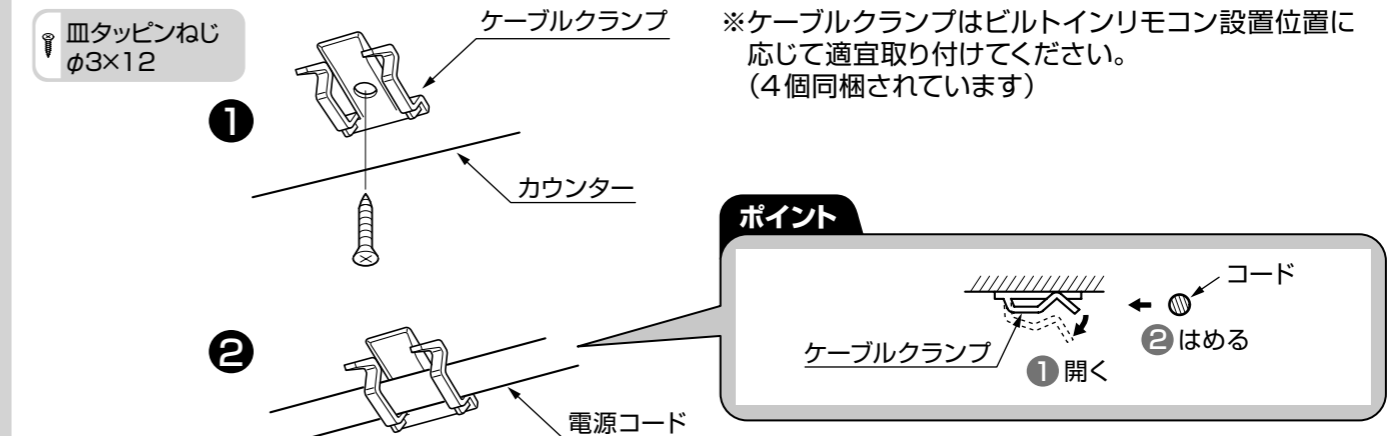 皿タッピンねじ
φ3×12
ケーブルクランプ
※ケーブルクランプはビルトインリモコン設置位置に
応じて適宜取り付けてください。
(4個同梱されています)
❶
カウンター
ポイント
コード
❷はめる
ケーブルクランプ
❶開く
❷
電源コード